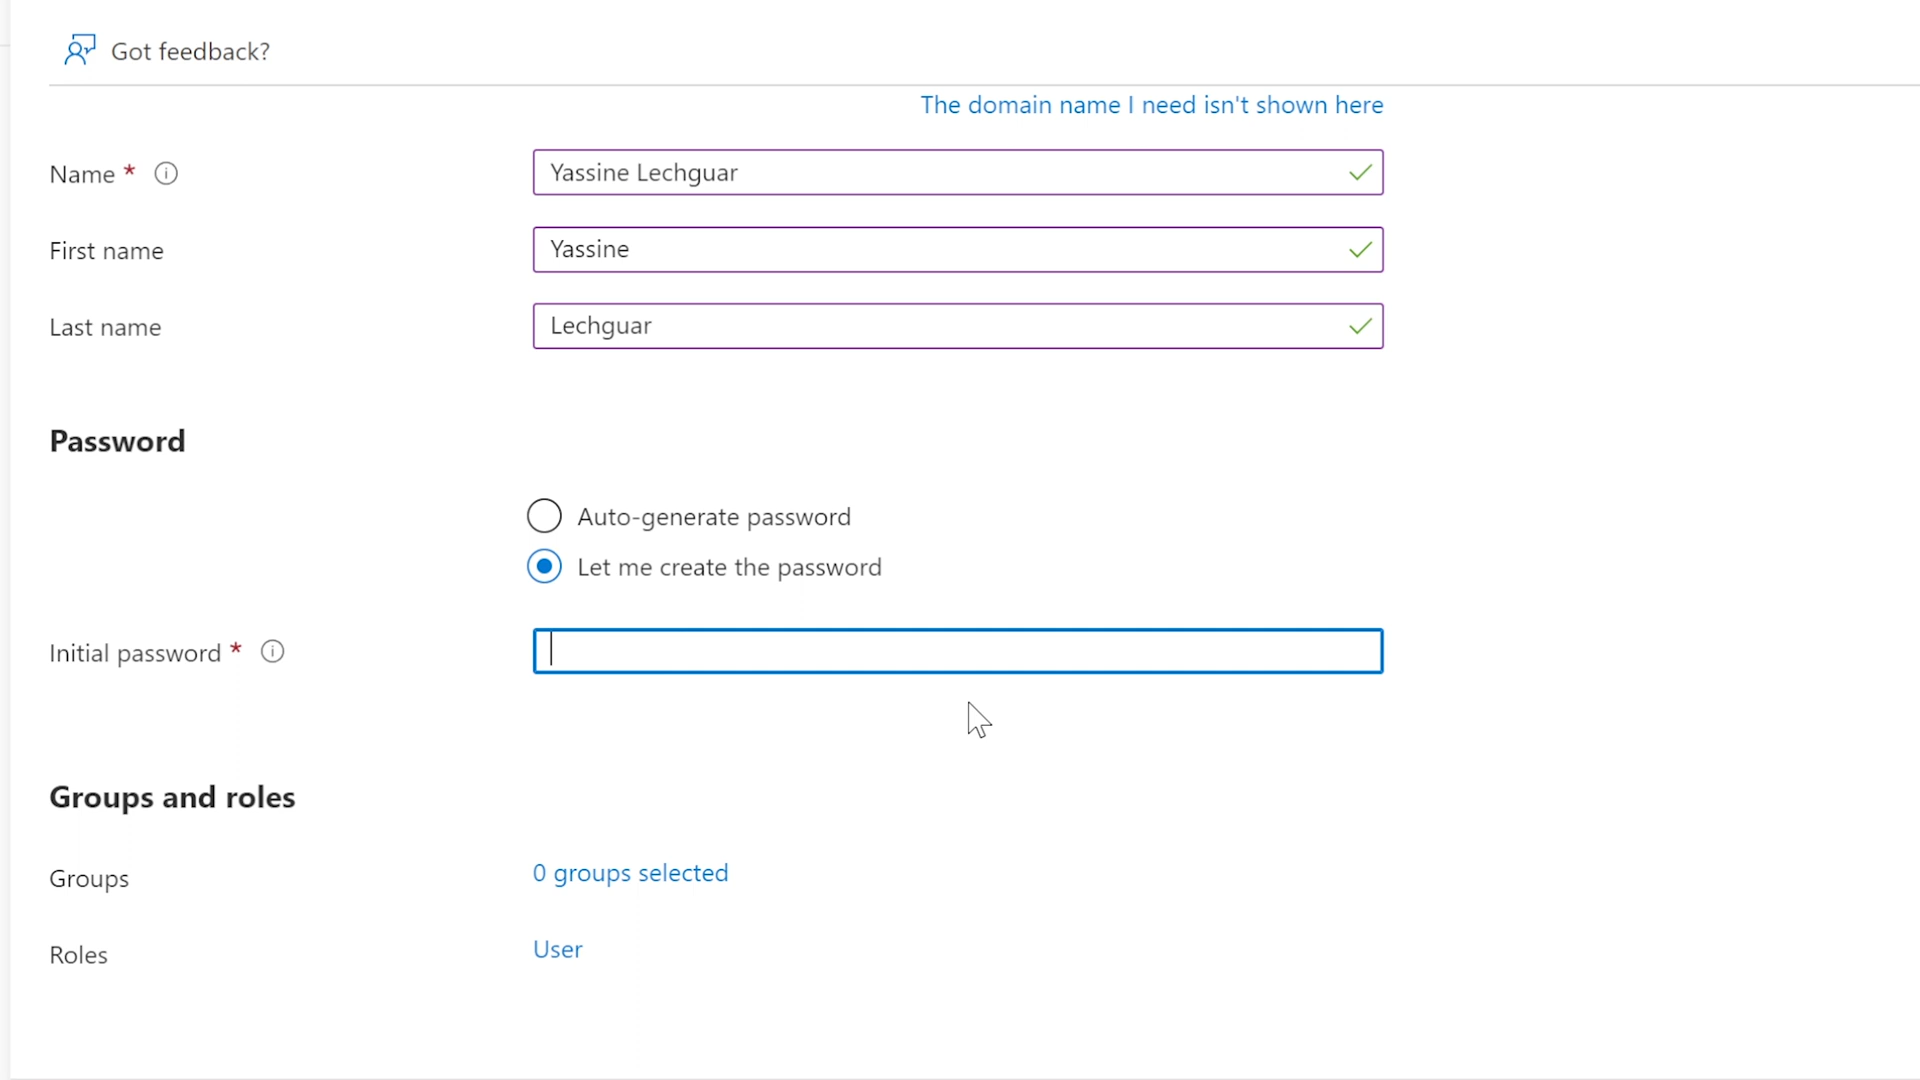 Got feedback?
The domain name I need isn't shown here
Name *
Yassine Lechguar
First name
Yassine
Last name
Lechguar
Password
Auto-generate password
Let me create the password
Initial password *
Groups and roles
Groups
0 groups selected
Roles
User